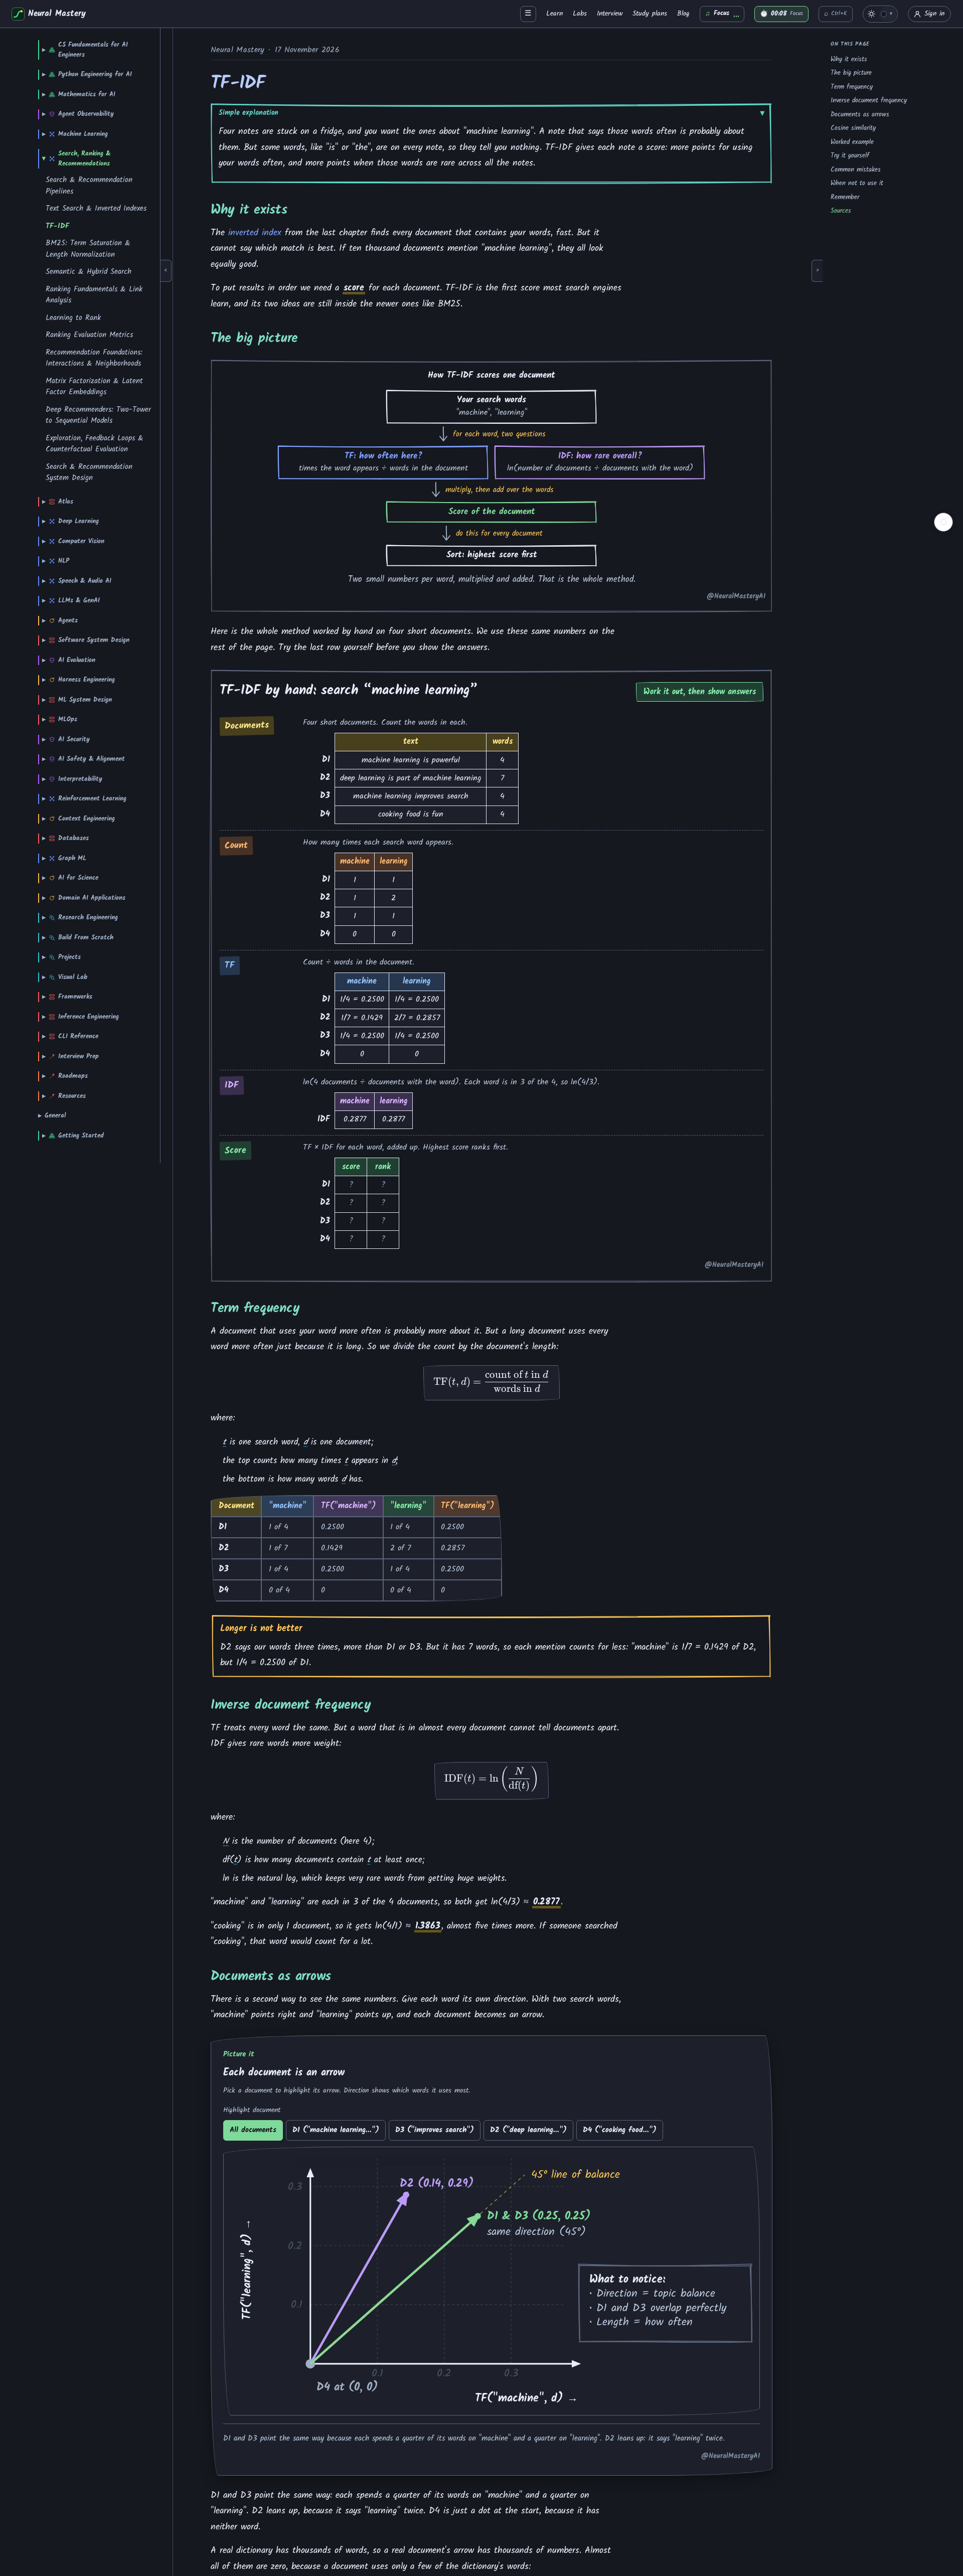 Neural Mastery
Learn
Labs
Interview
Study plans
Blog
Focus ...
00:08 Focus
Ctrl+K
Sign in
CS Fundamentals for AI
Engineers
Python Engineering for AI
Mathematics for AI
Agent Observability
Machine Learning
Search, Ranking &
Recommendations
Search & Recommendation
Pipelines
Text Search & Inverted Indexes
TF-IDF
BM25: Term Saturation &
Length Normalization
Semantic & Hybrid Search
Ranking Fundamentals & Link
Analysis
Learning to Rank
Ranking Evaluation Metrics
Recommendation Foundations:
Interactions & Neighborhoods
Matrix Factorization & Latent
Factor Embeddings
Deep Recommenders: Two-Tower
to Sequential Models
Exploration, Feedback Loops &
Counterfactual Evaluation
Search & Recommendation
System Design
Atlas
Deep Learning
Computer Vision
NLP
Speech & Audio AI
LLMs & GenAI
Agents
Software System Design
AI Evaluation
Harness Engineering
ML System Design
MLOps
AI Security
AI Safety & Alignment
Interpretability
Reinforcement Learning
Context Engineering
Databases
Graph ML
AI for Science
Domain AI Applications
Research Engineering
Build From Scratch
Projects
Visual Lab
Frameworks
Inference Engineering
CLI Reference
Interview Prep
Roadmaps
Resources
General
Getting Started
Neural Mastery · 17 November 2026
TF-IDF
Simple explanation
Four notes are stuck on a fridge, and you want the ones about "machine learning". A note that says those words often is probably about
them. But some words, like "is" or "the", are on every note, so they tell you nothing. TF-IDF gives each note a score: more points for using
your words often, and more points when those words are rare across all the notes.
Why it exists
The inverted index from the last chapter finds every document that contains your words, fast. But it
cannot say which match is best. If ten thousand documents mention "machine learning", they all look
equally good.
To put results in order we need a score for each document. TF-IDF is the first score most search engines
learn, and its two ideas are still inside the newer ones like BM25.
The big picture
How TF-IDF scores one document
Your search words
"machine", "learning"
for each word, two questions
TF: how often here?
times the word appears ÷ words in the document
IDF: how rare overall?
ln(number of documents ÷ documents with the word)
multiply, then add over the words
Score of the document
do this for every document
Sort: highest score first
Two small numbers per word, multiplied and added. That is the whole method.
@NeuralMasteryAI
Here is the whole method worked by hand on four short documents. We use these same numbers on the
rest of the page. Try the last row yourself before you show the answers.
TF-IDF by hand: search “machine learning”
Work it out, then show answers
Documents
Four short documents. Count the words in each.
text words
D1 machine learning is powerful 4
D2 deep learning is part of machine learning 7
D3 machine learning improves search 4
D4 cooking food is fun 4
Count
How many times each search word appears.
machine learning
D1 1 1
D2 1 2
D3 1 1
D4 0 0
TF
Count ÷ words in the document.
machine learning
D1 1/4 = 0.2500 1/4 = 0.2500
D2 1/7 = 0.1429 2/7 = 0.2857
D3 1/4 = 0.2500 1/4 = 0.2500
D4 0 0
IDF
ln(4 documents ÷ documents with the word). Each word is in 3 of the 4, so ln(4/3).
machine learning
IDF 0.2877 0.2877
Score
TF × IDF for each word, added up. Highest score ranks first.
score rank
D1 ? ?
D2 ? ?
D3 ? ?
D4 ? ?
@NeuralMasteryAI
Term frequency
A document that uses your word more often is probably more about it. But a long document uses every
word more often just because it is long. So we divide the count by the document's length:
TF(t, d) = count of t in d / words in d
where:
t is one search word, d is one document;
the top counts how many times t appears in d;
the bottom is how many words d has.
Document "machine" TF("machine") "learning" TF("learning")
D1 1 of 4 0.2500 1 of 4 0.2500
D2 1 of 7 0.1429 2 of 7 0.2857
D3 1 of 4 0.2500 1 of 4 0.2500
D4 0 of 4 0 0 of 4 0
Longer is not better
D2 says our words three times, more than D1 or D3. But it has 7 words, so each mention counts for less: "machine" is 1/7 = 0.1429 of D2,
but 1/4 = 0.2500 of D1.
Inverse document frequency
TF treats every word the same. But a word that is in almost every document cannot tell documents apart.
IDF gives rare words more weight:
IDF(t) = ln(N / df(t))
where:
N is the number of documents (here 4);
df(t) is how many documents contain t at least once;
ln is the natural log, which keeps very rare words from getting huge weights.
"machine" and "learning" are each in 3 of the 4 documents, so both get ln(4/3) ≈ 0.2877.
"cooking" is in only 1 document, so it gets ln(4/1) ≈ 1.3863, almost five times more. If someone searched
"cooking", that word would count for a lot.
Documents as arrows
There is a second way to see the same numbers. Give each word its own direction. With two search words,
"machine" points right and "learning" points up, and each document becomes an arrow.
Picture it
Each document is an arrow
Pick a document to highlight its arrow. Direction shows which words it uses most.
Highlight document
All documents
D1 ("machine learning...")
D3 ("improves search")
D2 ("deep learning...")
D4 ("cooking food...")
0.3
0.2
0.1
TF("learning", d) →
D2 (0.14, 0.29)
45° line of balance
D1 & D3 (0.25, 0.25)
same direction (45°)
What to notice:
· Direction = topic balance
· D1 and D3 overlap perfectly
· Length = how often
0.1 0.2 0.3
D4 at (0, 0)
TF("machine", d) →
D1 and D3 point the same way because each spends a quarter of its words on "machine" and a quarter on "learning". D2 leans up: it says "learning" twice.
@NeuralMasteryAI
D1 and D3 point the same way: each spends a quarter of its words on "machine" and a quarter on
"learning". D2 leans up, because it says "learning" twice. D4 is just a dot at the start, because it has
neither word.
A real dictionary has thousands of words, so a real document's arrow has thousands of numbers. Almost
all of them are zero, because a document uses only a few of the dictionary's words:
ON THIS PAGE
Why it exists
The big picture
Term frequency
Inverse document frequency
Documents as arrows
Cosine similarity
Worked example
Try it yourself
Common mistakes
When not to use it
Remember
Sources